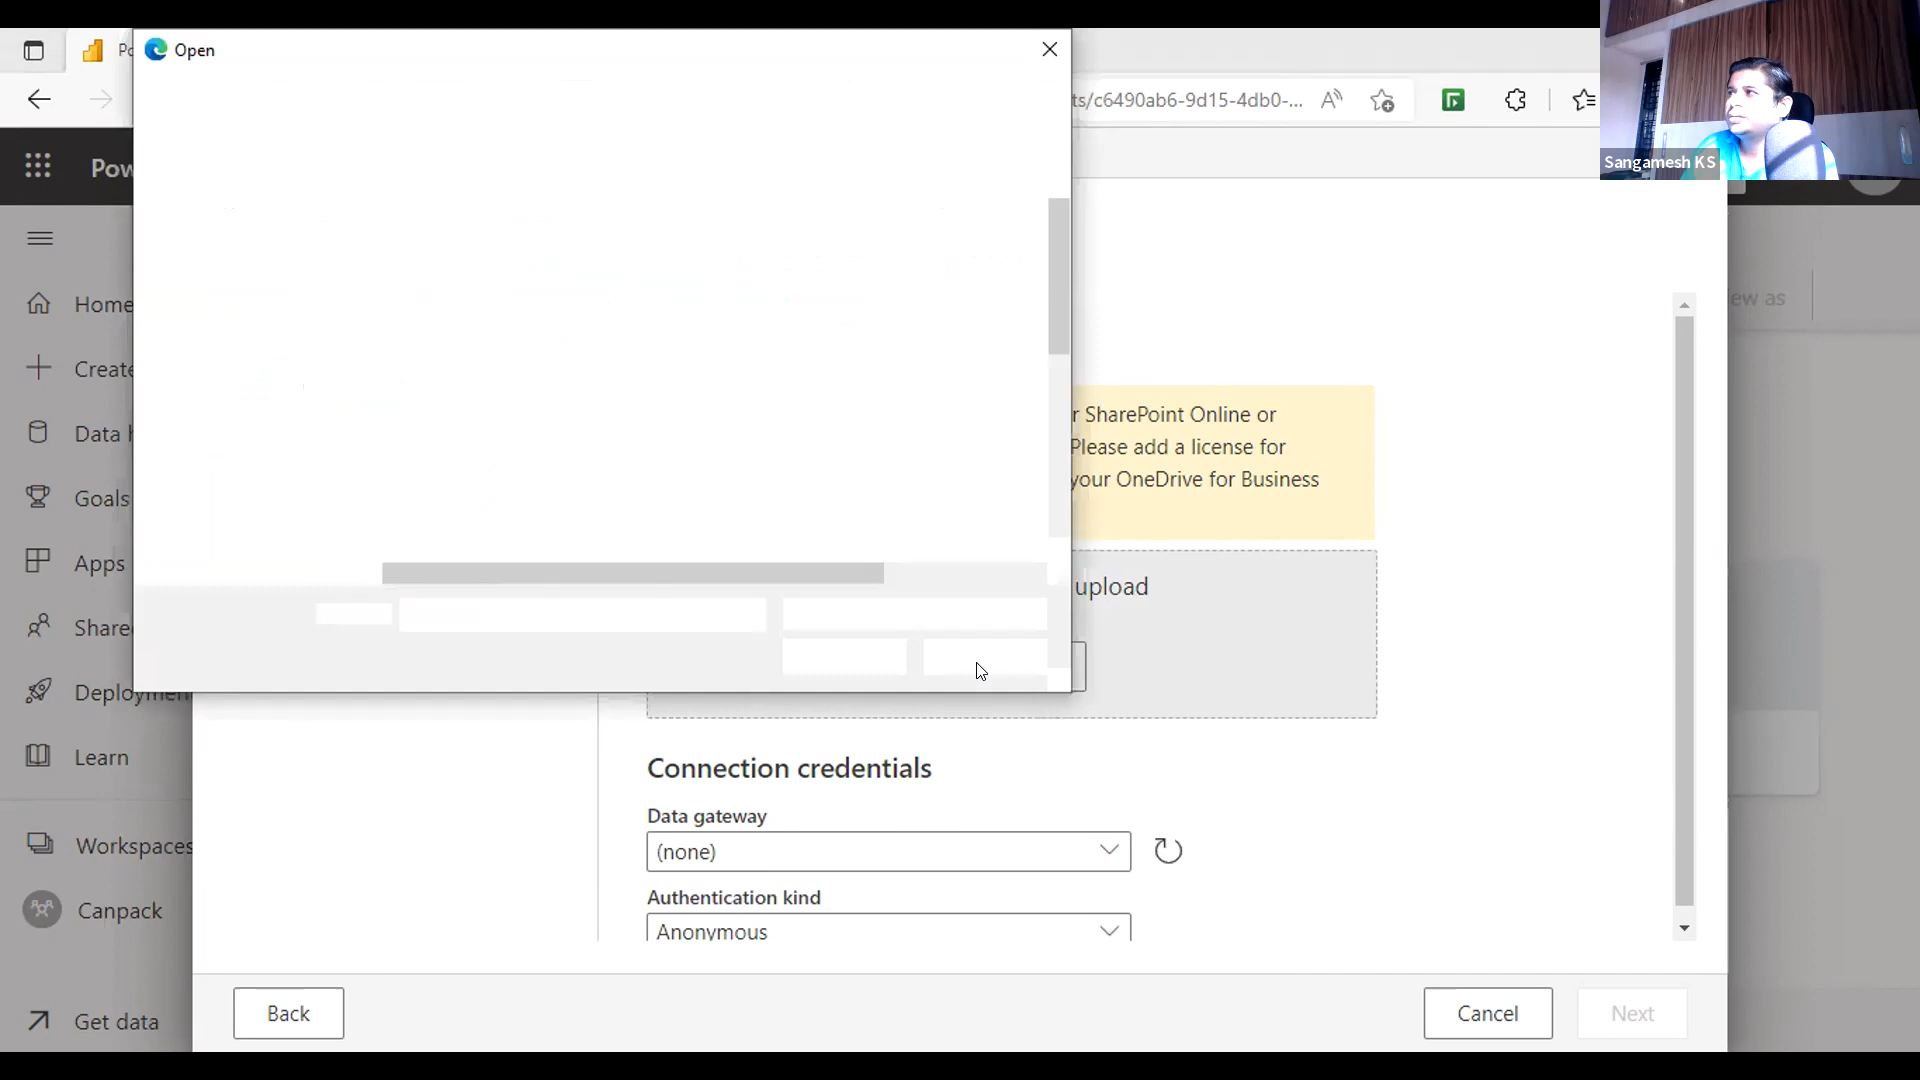 Open
ts/c6490ab6-9d15-4db0-...
Sangamesh KS
Pow
Home
Create
Data h
Goals
Apps
Share
Deployment
Learn
Workspaces
Canpack
Get data
ew as
r SharePoint Online or
Please add a license for
your OneDrive for Business
upload
Connection credentials
Data gateway
(none)
Authentication kind
Anonymous
Back
Cancel
Next